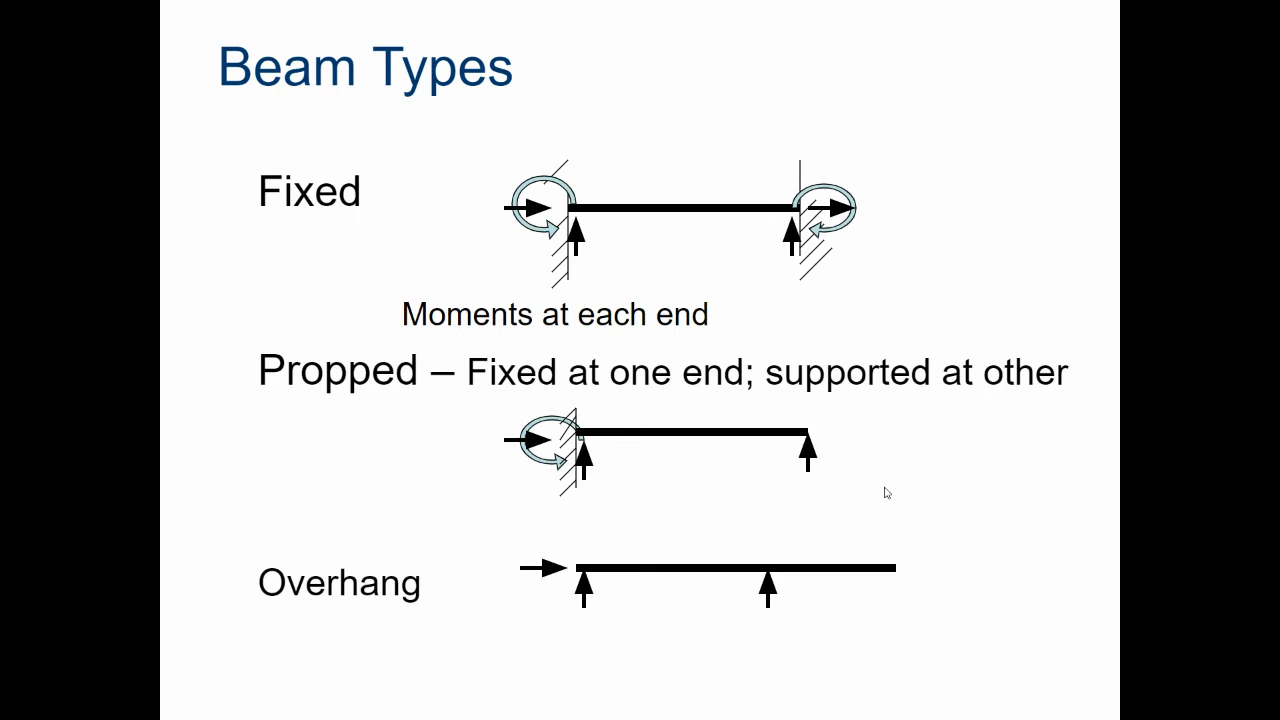 Beam Types
Fixed
Moments at each end
Propped – Fixed at one end; supported at other
Overhang